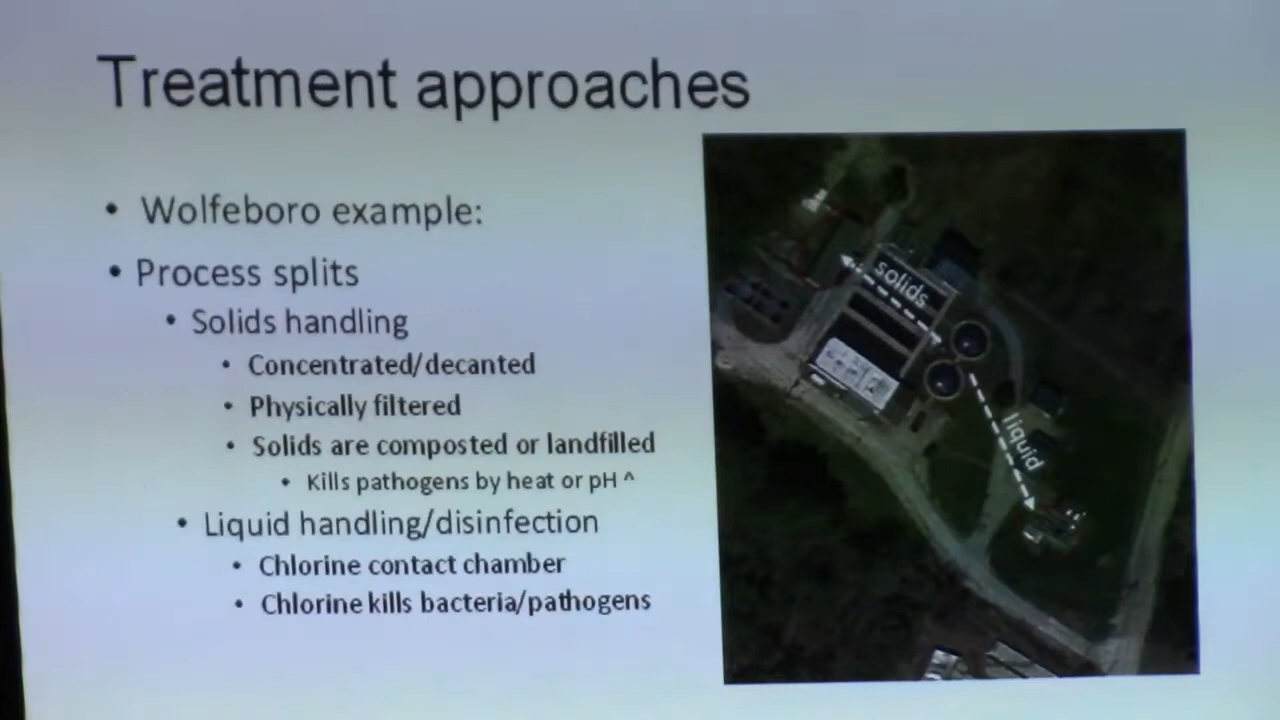 Treatment approaches
• Wolfeboro example:
• Process splits
• Solids handling
• Concentrated/decanted
• Physically filtered
• Solids are composted or landfilled
• Kills pathogens by heat or pH ^
• Liquid handling/disinfection
• Chlorine contact chamber
• Chlorine kills bacteria/pathogens
solids
liquid